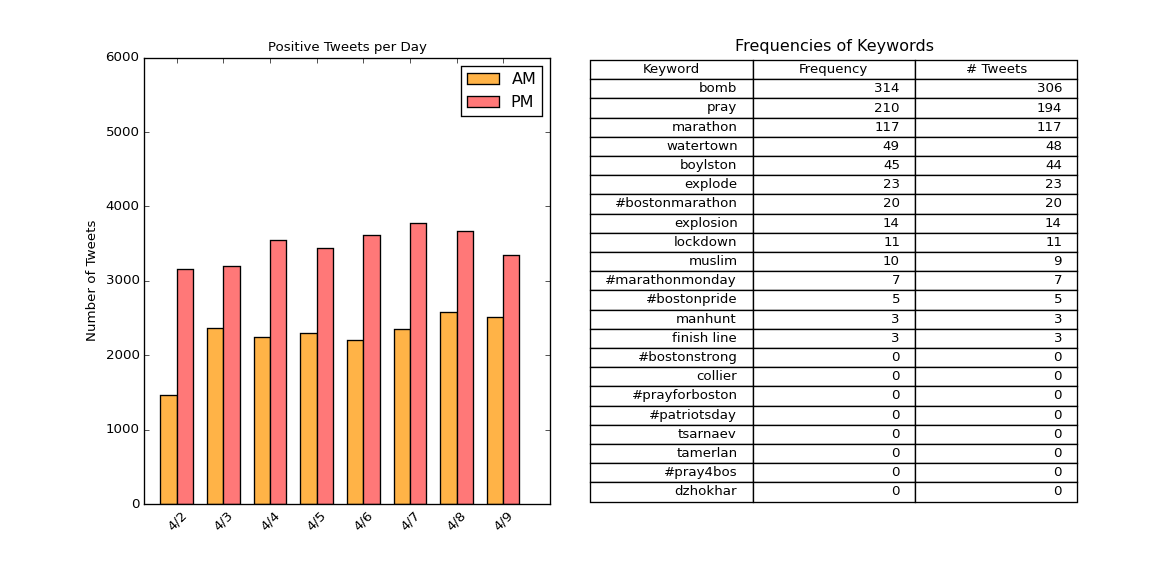 Positive Tweets per Day
6000
5000
4000
3000
2000
1000
0
Number of Tweets
AM
PM
4/2 4/3 4/4 4/5 4/6 4/7 4/8 4/9
Frequencies of Keywords
Keyword Frequency # Tweets
bomb 314 306
pray 210 194
marathon 117 117
watertown 49 48
boylston 45 44
explode 23 23
#bostonmarathon 20 20
explosion 14 14
lockdown 11 11
muslim 10 9
#marathonmonday 7 7
#bostonpride 5 5
manhunt 3 3
finish line 3 3
#bostonstrong 0 0
collier 0 0
#prayforboston 0 0
#patriotsday 0 0
tsarnaev 0 0
tamerlan 0 0
#pray4bos 0 0
dzhokhar 0 0